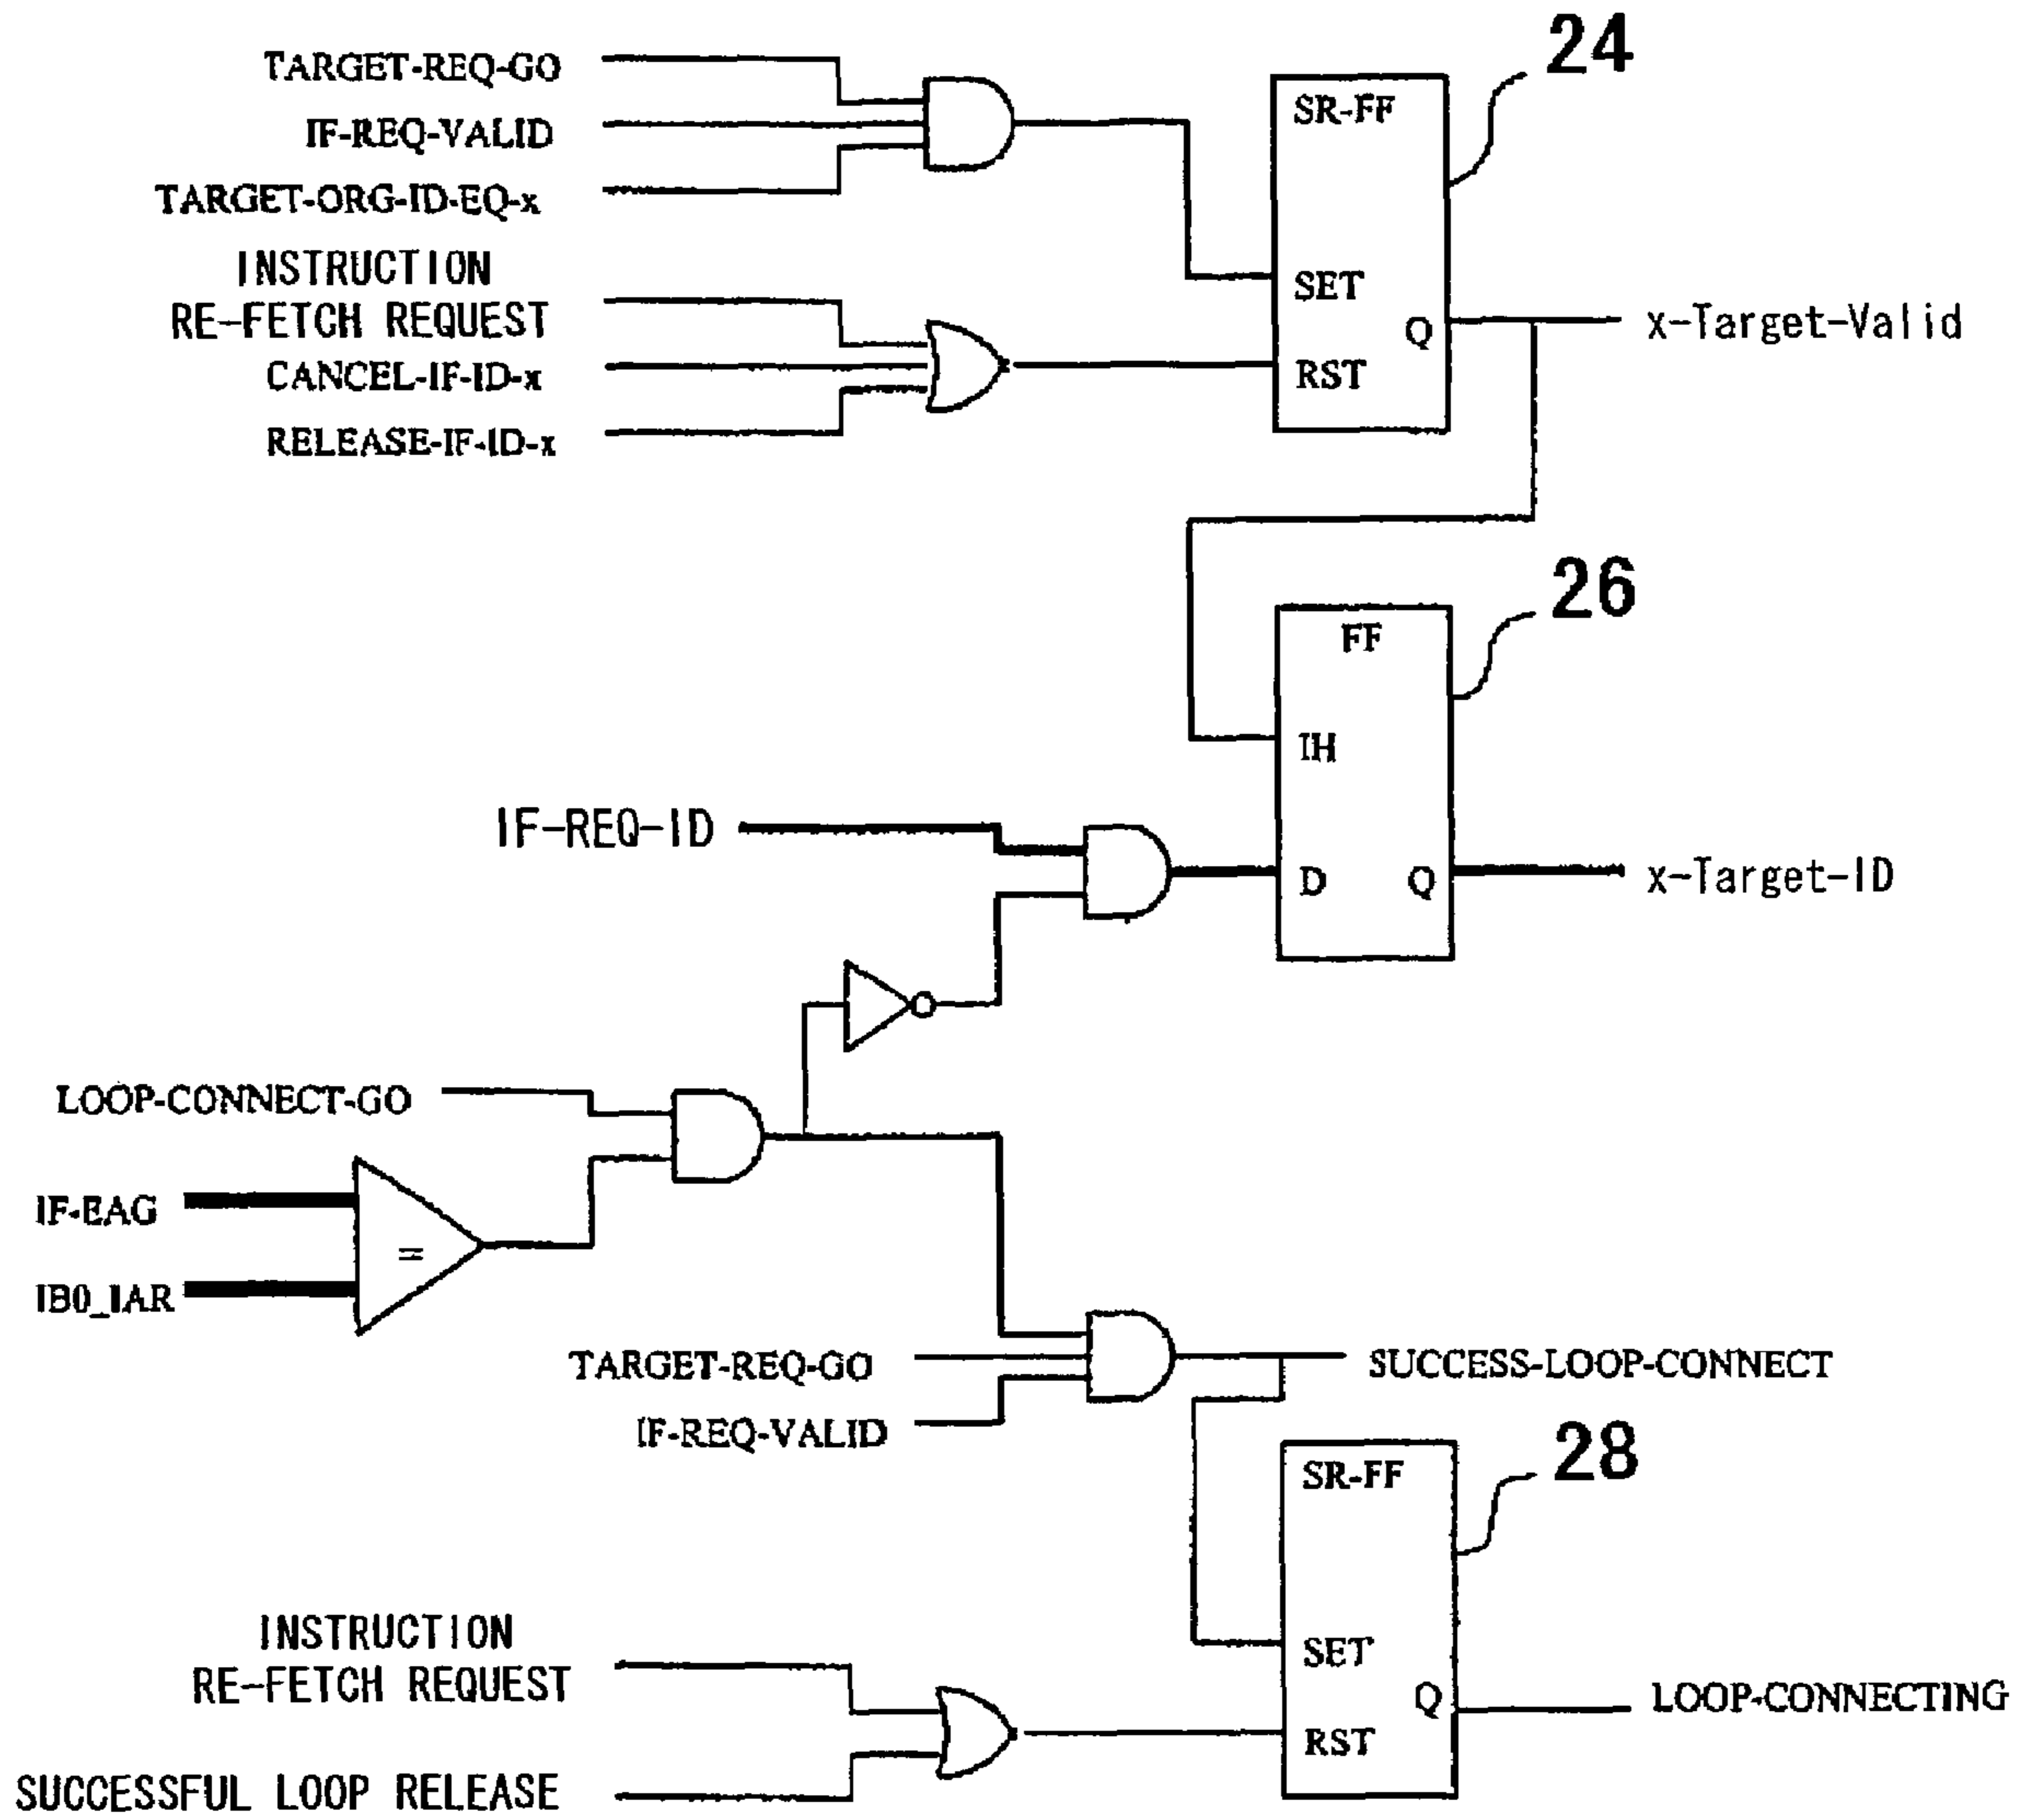 24
TARGET-REQ-GO
SR-FF
IF-REQ-VALID
TARGET-ORG-ID-EQ-x
INSTRUCTION
RE-FETCH REQUEST
SET
Q
x-Target-Valid
CANCEL-IF-ID-x
RST
RELEASE-IF-ID-x
26
FF
IH
IF-REQ-ID
D
Q
x-Target-ID
LOOP-CONNECT-GO
IF-EAG
=
IB0_IAR
TARGET-REQ-GO
SUCCESS-LOOP-CONNECT
IF-REQ-VALID
28
SR-FF
INSTRUCTION
RE-FETCH REQUEST
SET
Q
LOOP-CONNECTING
RST
SUCCESSFUL LOOP RELEASE